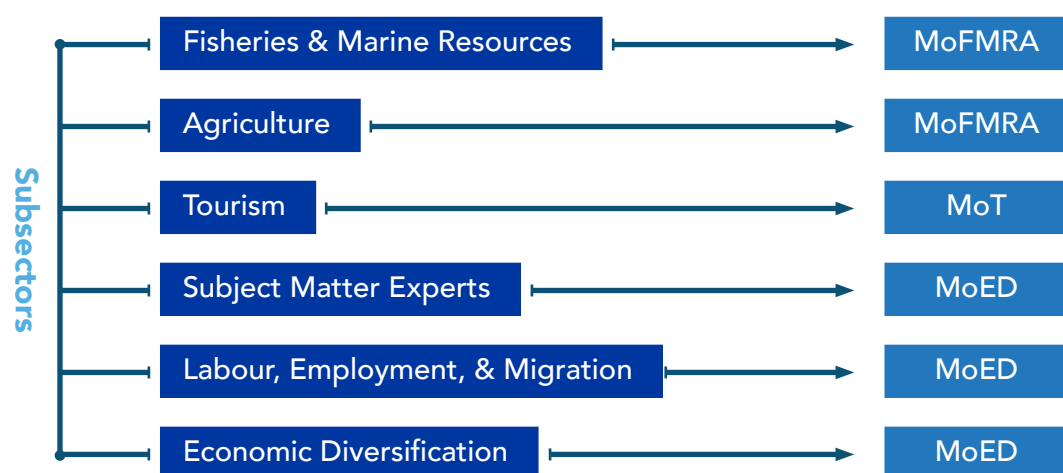 Subsectors
Fisheries & Marine Resources
MoFMRA
Agriculture
MoFMRA
Tourism
MoT
Subject Matter Experts
MoED
Labour, Employment, & Migration
MoED
Economic Diversification
MoED